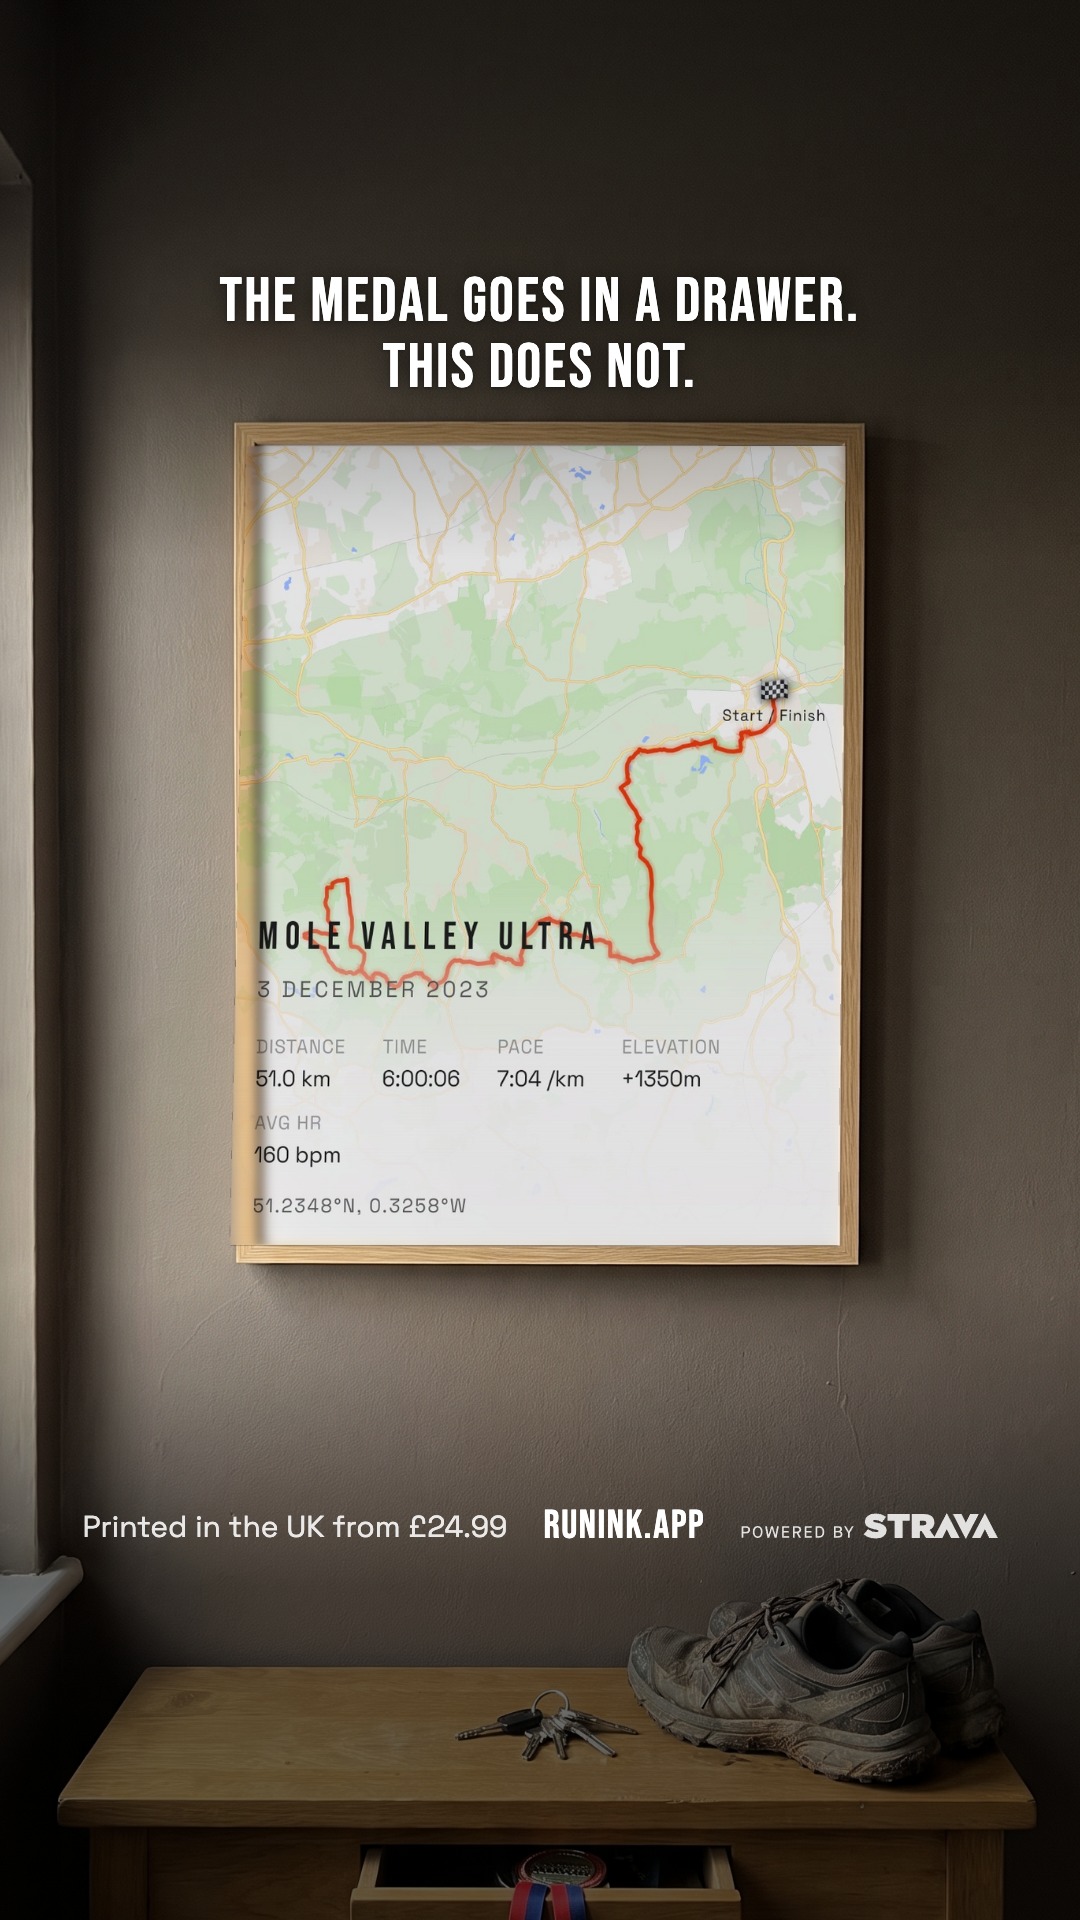 THE MEDAL GOES IN A DRAWER.
THIS DOES NOT.
Start / Finish
MOLE VALLEY ULTRA
3 DECEMBER 2023
DISTANCE TIME PACE ELEVATION
51.0 km 6:00:06 7:04 /km +1350m
AVG HR
160 bpm
51.2348°N, 0.3258°W
Printed in the UK from £24.99 RUNINK.APP POWERED BY STRAVA